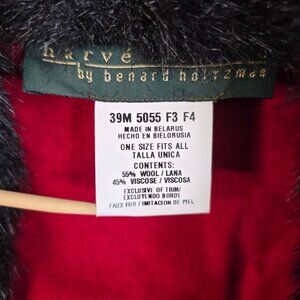 harvé
by benard holtzman
39M 5055 F3 F4
MADE IN BELARUS
HECHO EN BIELORUSIA
ONE SIZE FITS ALL
TALLA UNICA
CONTENTS:
55% WOOL / LANA
45% VISCOSE / VISCOSA
EXCLUSIVE OF TRIM/
EXCLUYENDO BORDE
FAUX FUR / IMITACION DE PIEL